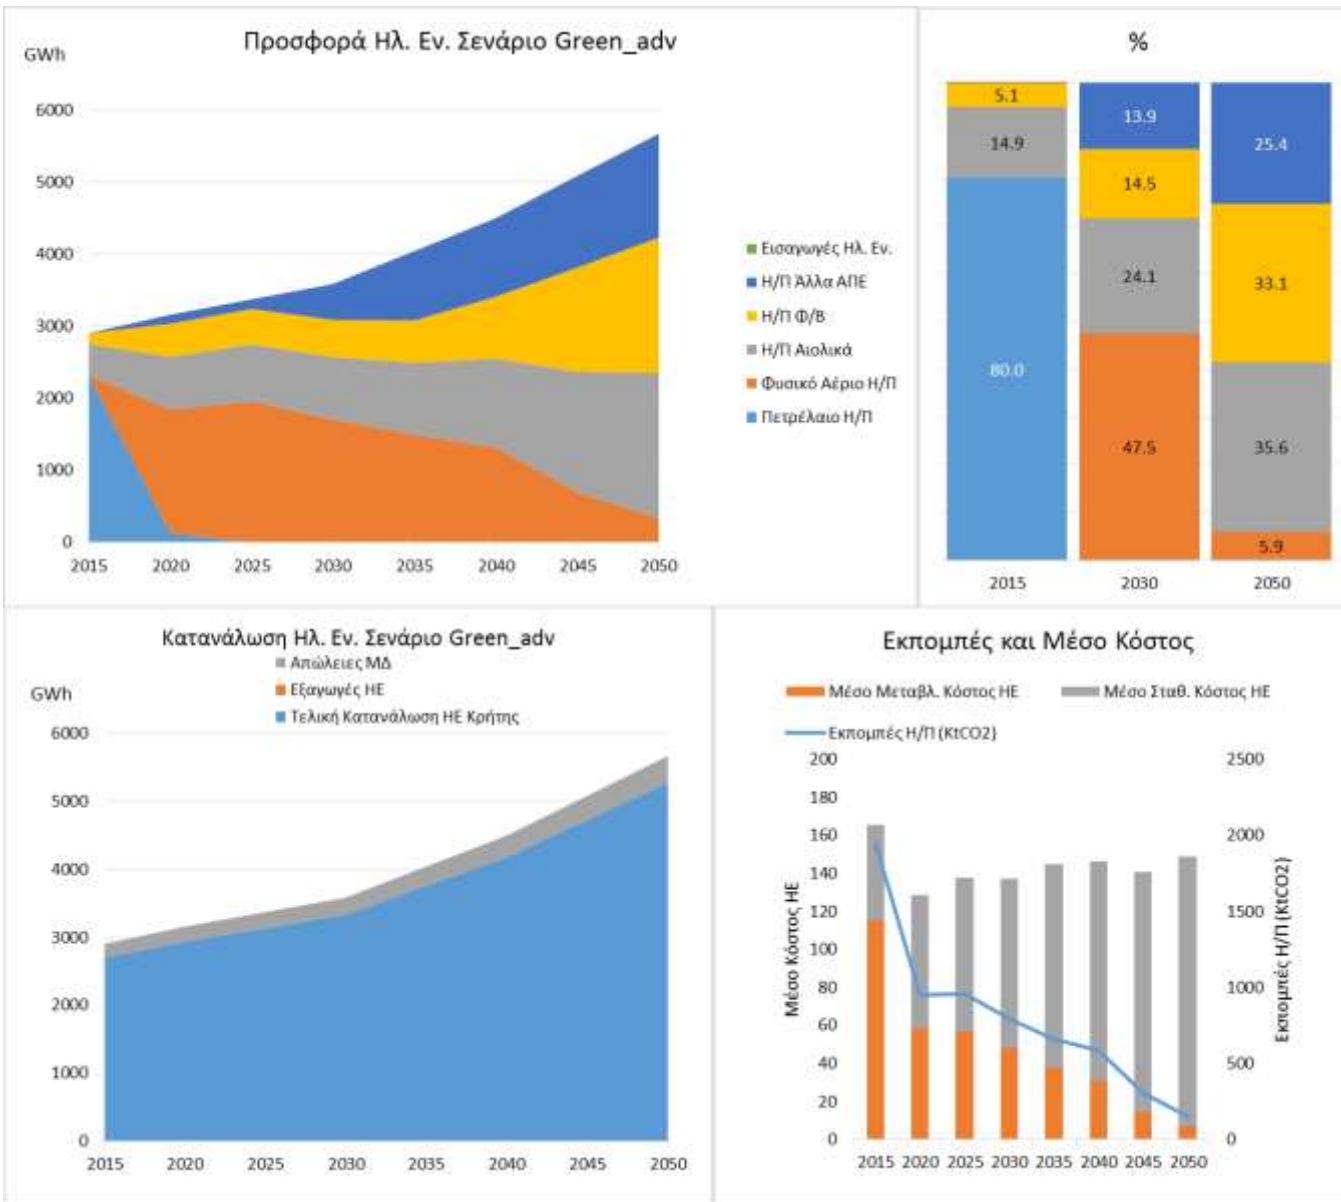 Προσφορά Ηλ. Εν. Σενάριο Green_adv
GWh
6000
5000
4000
3000
2000
1000
0
2015 2020 2025 2030 2035 2040 2045 2050
Εισαγωγές Ηλ. Εν.
Η/Π Άλλα ΑΠΕ
Η/Π Φ/Β
Η/Π Αιολικά
Φυσικό Αέριο Η/Π
Πετρέλαιο Η/Π
%
5.1 13.9 25.4
14.9 14.5 33.1
80.0 24.1 35.6
47.5 5.9
2015 2030 2050
Κατανάλωση Ηλ. Εν. Σενάριο Green_adv
Απώλειες ΜΔ
Εξαγωγές ΗΕ
Τελική Κατανάλωση ΗΕ Κρήτης
GWh
6000
5000
4000
3000
2000
1000
0
2015 2020 2025 2030 2035 2040 2045 2050
Εκπομπές και Μέσο Κόστος
Μέσο Μεταβλ. Κόστος ΗΕ Μέσο Σταθ. Κόστος ΗΕ
Εκπομπές Η/Π (KtCO2)
Μέσο Κόστος ΗΕ
200
180
160
140
120
100
80
60
40
20
0
2500
2000
1500
1000
500
0
Εκπομπές Η/Π (KtCO2)
2015 2020 2025 2030 2035 2040 2045 2050